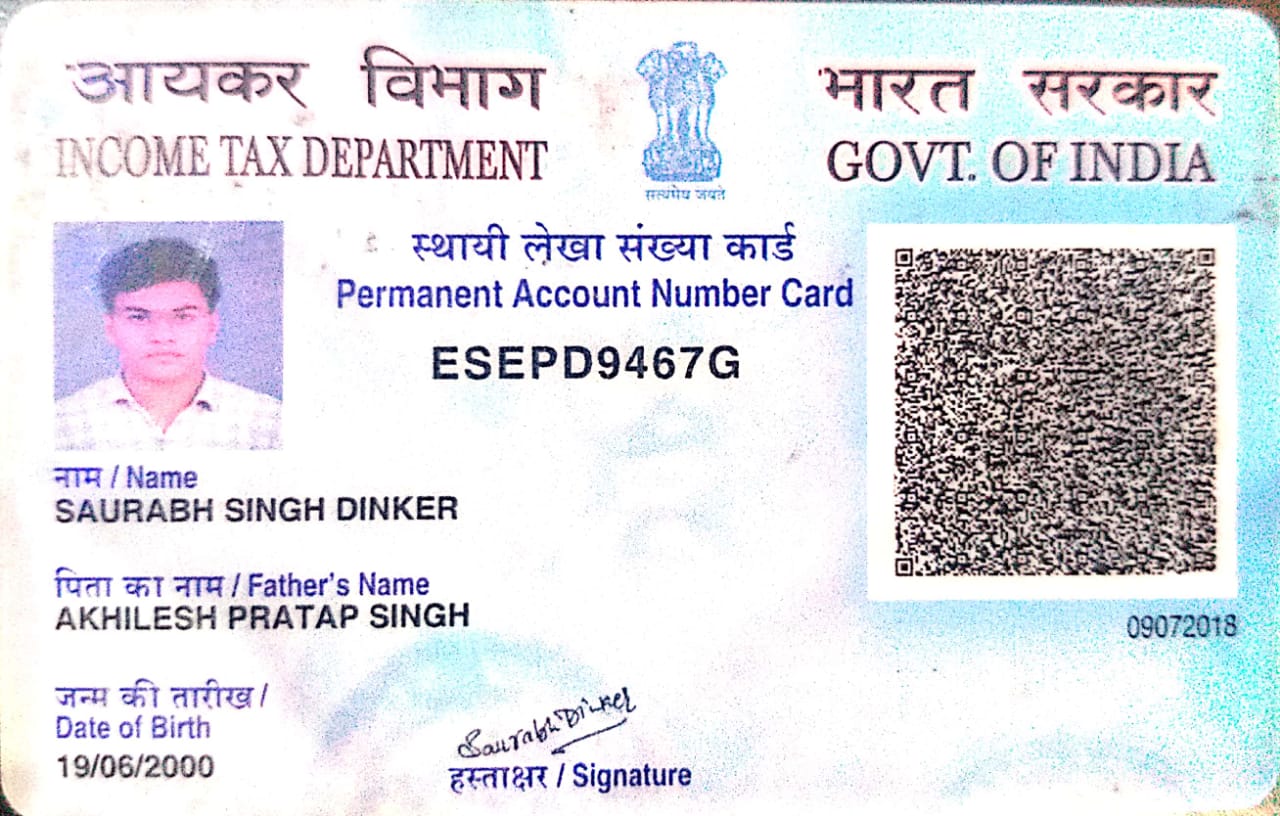 आयकर विभाग
INCOME TAX DEPARTMENT
सत्यमेव जयते
भारत सरकार
GOVT. OF INDIA
स्थायी लेखा संख्या कार्ड
Permanent Account Number Card
ESEPD9467G
नाम / Name
SAURABH SINGH DINKER
पिता का नाम / Father's Name
AKHILESH PRATAP SINGH
09072018
जन्म की तारीख /
Date of Birth
19/06/2000
Saurabh Dinker
हस्ताक्षर / Signature